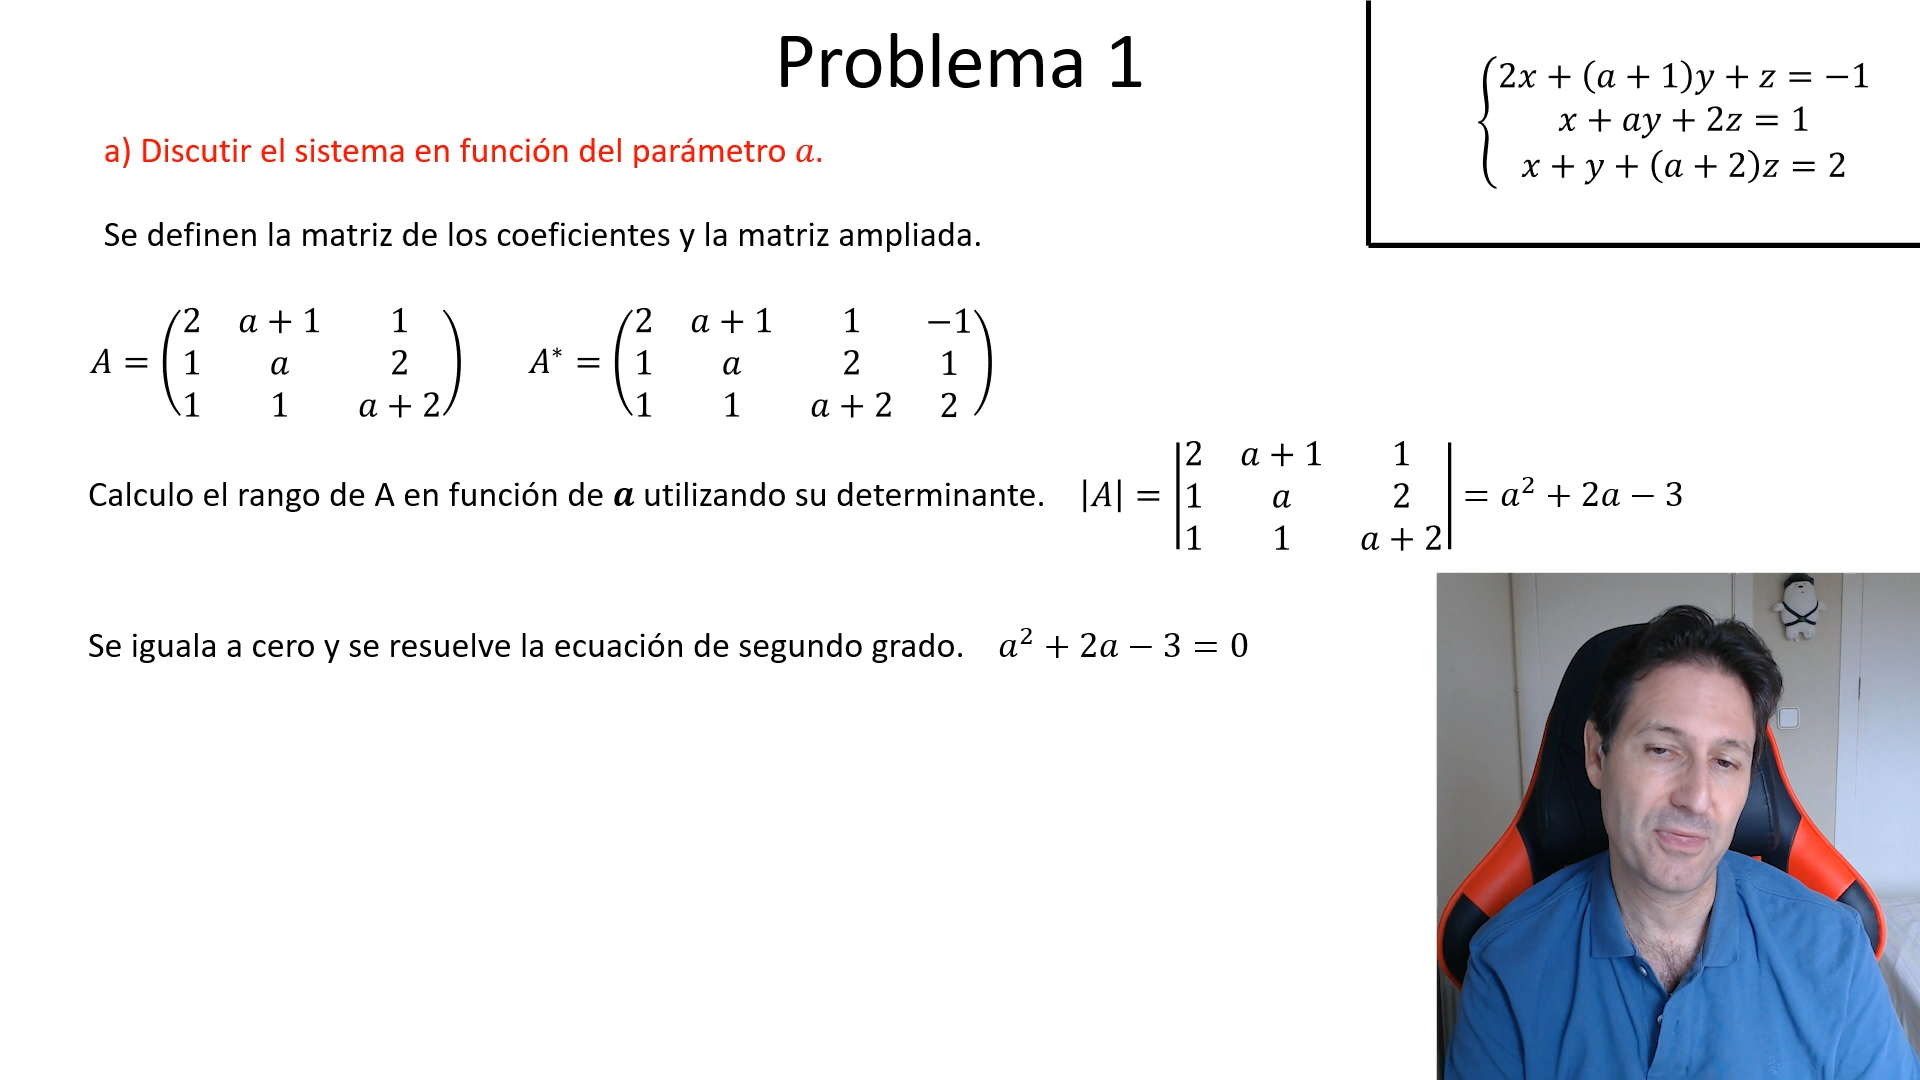 Problema 1
2x + (a + 1)y + z = −1
x + ay + 2z = 1
x + y + (a + 2)z = 2
a) Discutir el sistema en función del parámetro a.
Se definen la matriz de los coeficientes y la matriz ampliada.
A = (2 a + 1 1
1 a 2
1 1 a + 2)
A* = (2 a + 1 1 −1
1 a 2 1
1 1 a + 2 2)
Calculo el rango de A en función de a utilizando su determinante. |A| = |2 a + 1 1
1 a 2
1 1 a + 2| = a² + 2a − 3
Se iguala a cero y se resuelve la ecuación de segundo grado. a² + 2a − 3 = 0